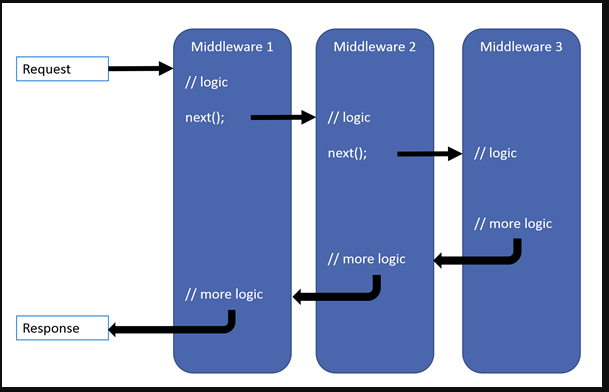 Middleware 1
Middleware 2
Middleware 3
Request
// logic
next();
// logic
next();
// logic
// more logic
// more logic
// more logic
Response